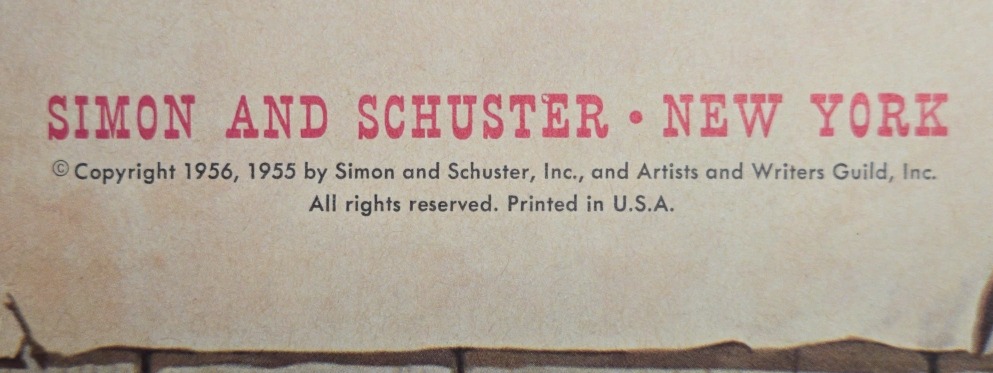 SIMON AND SCHUSTER • NEW YORK
© Copyright 1956, 1955 by Simon and Schuster, Inc., and Artists and Writers Guild, Inc.
All rights reserved. Printed in U.S.A.